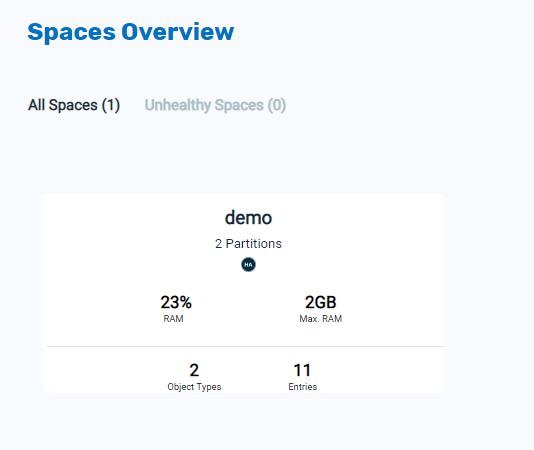 Spaces Overview
All Spaces (1) Unhealthy Spaces (0)
demo
2 Partitions
HA
23% 2GB
RAM Max. RAM
2 11
Object Types Entries